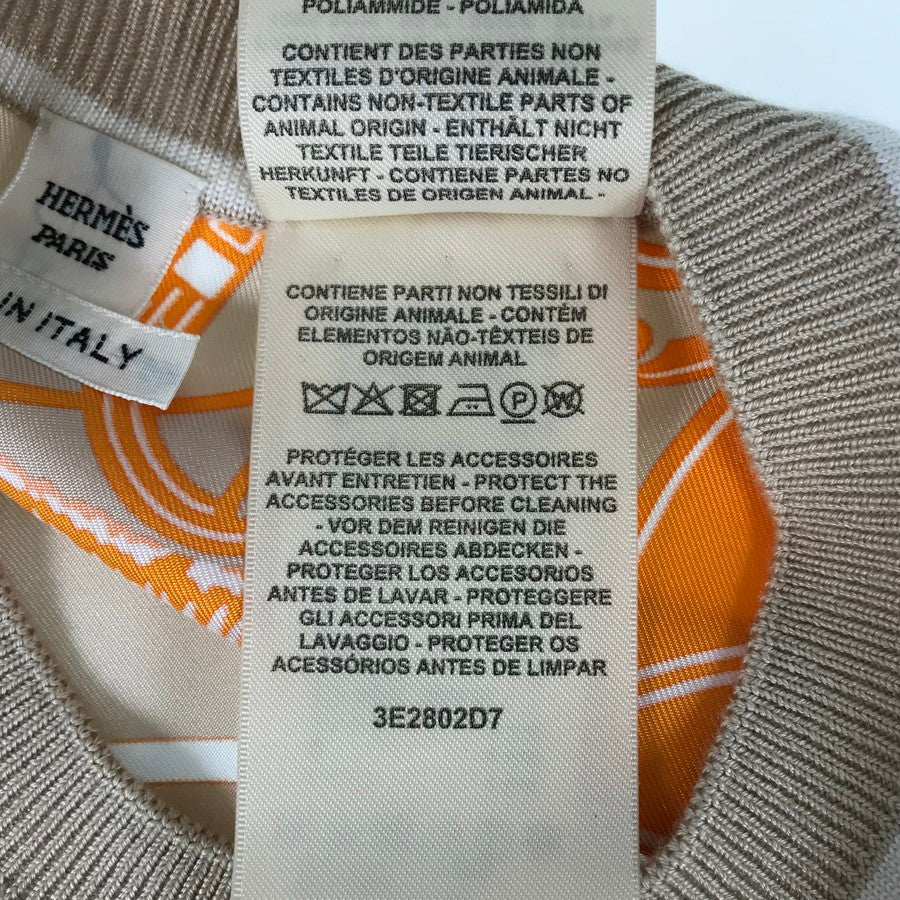 POLIAMMIDE - POLIAMIDA
CONTIENT DES PARTIES NON
TEXTILES D'ORIGINE ANIMALE -
CONTAINS NON-TEXTILE PARTS OF
ANIMAL ORIGIN - ENTHÄLT NICHT
TEXTILE TEILE TIERISCHER
HERKUNFT - CONTIENE PARTES NO
TEXTILES DE ORIGEN ANIMAL -
HERMÈS
PARIS
IN ITALY
CONTIENE PARTI NON TESSILI DI
ORIGINE ANIMALE - CONTÉM
ELEMENTOS NÃO-TÊXTEIS DE
ORIGEM ANIMAL
P W
PROTÉGER LES ACCESSOIRES
AVANT ENTRETIEN - PROTECT THE
ACCESSORIES BEFORE CLEANING
- VOR DEM REINIGEN DIE
ACCESSOIRES ABDECKEN -
PROTEGER LOS ACCESORIOS
ANTES DE LAVAR - PROTEGGERE
GLI ACCESSORI PRIMA DEL
LAVAGGIO - PROTEGER OS
ACESSÓRIOS ANTES DE LIMPAR
3E2802D7